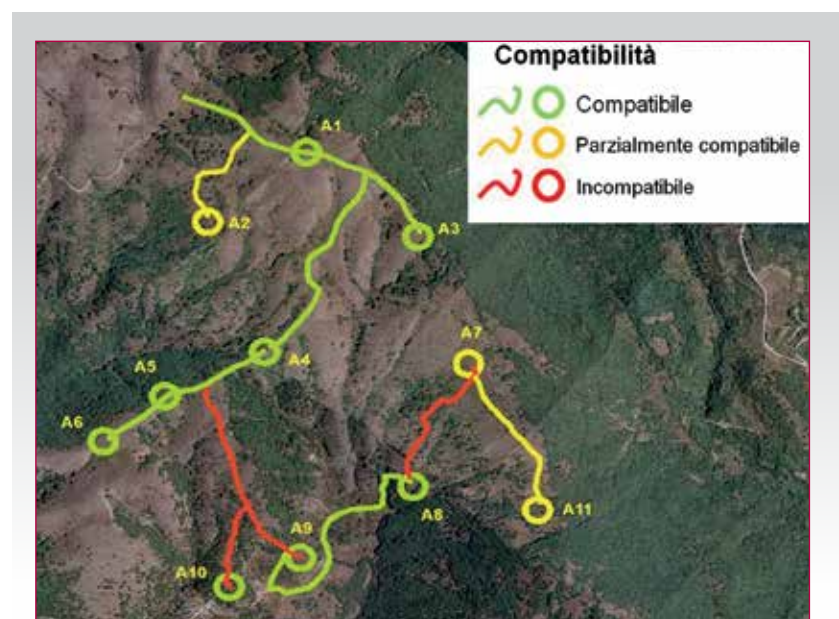 Compatibilità
Compatibile
Parzialmente compatibile
Incompatibile
A1
A2
A3
A7
A4
A5
A6
A8
A11
A9
A10